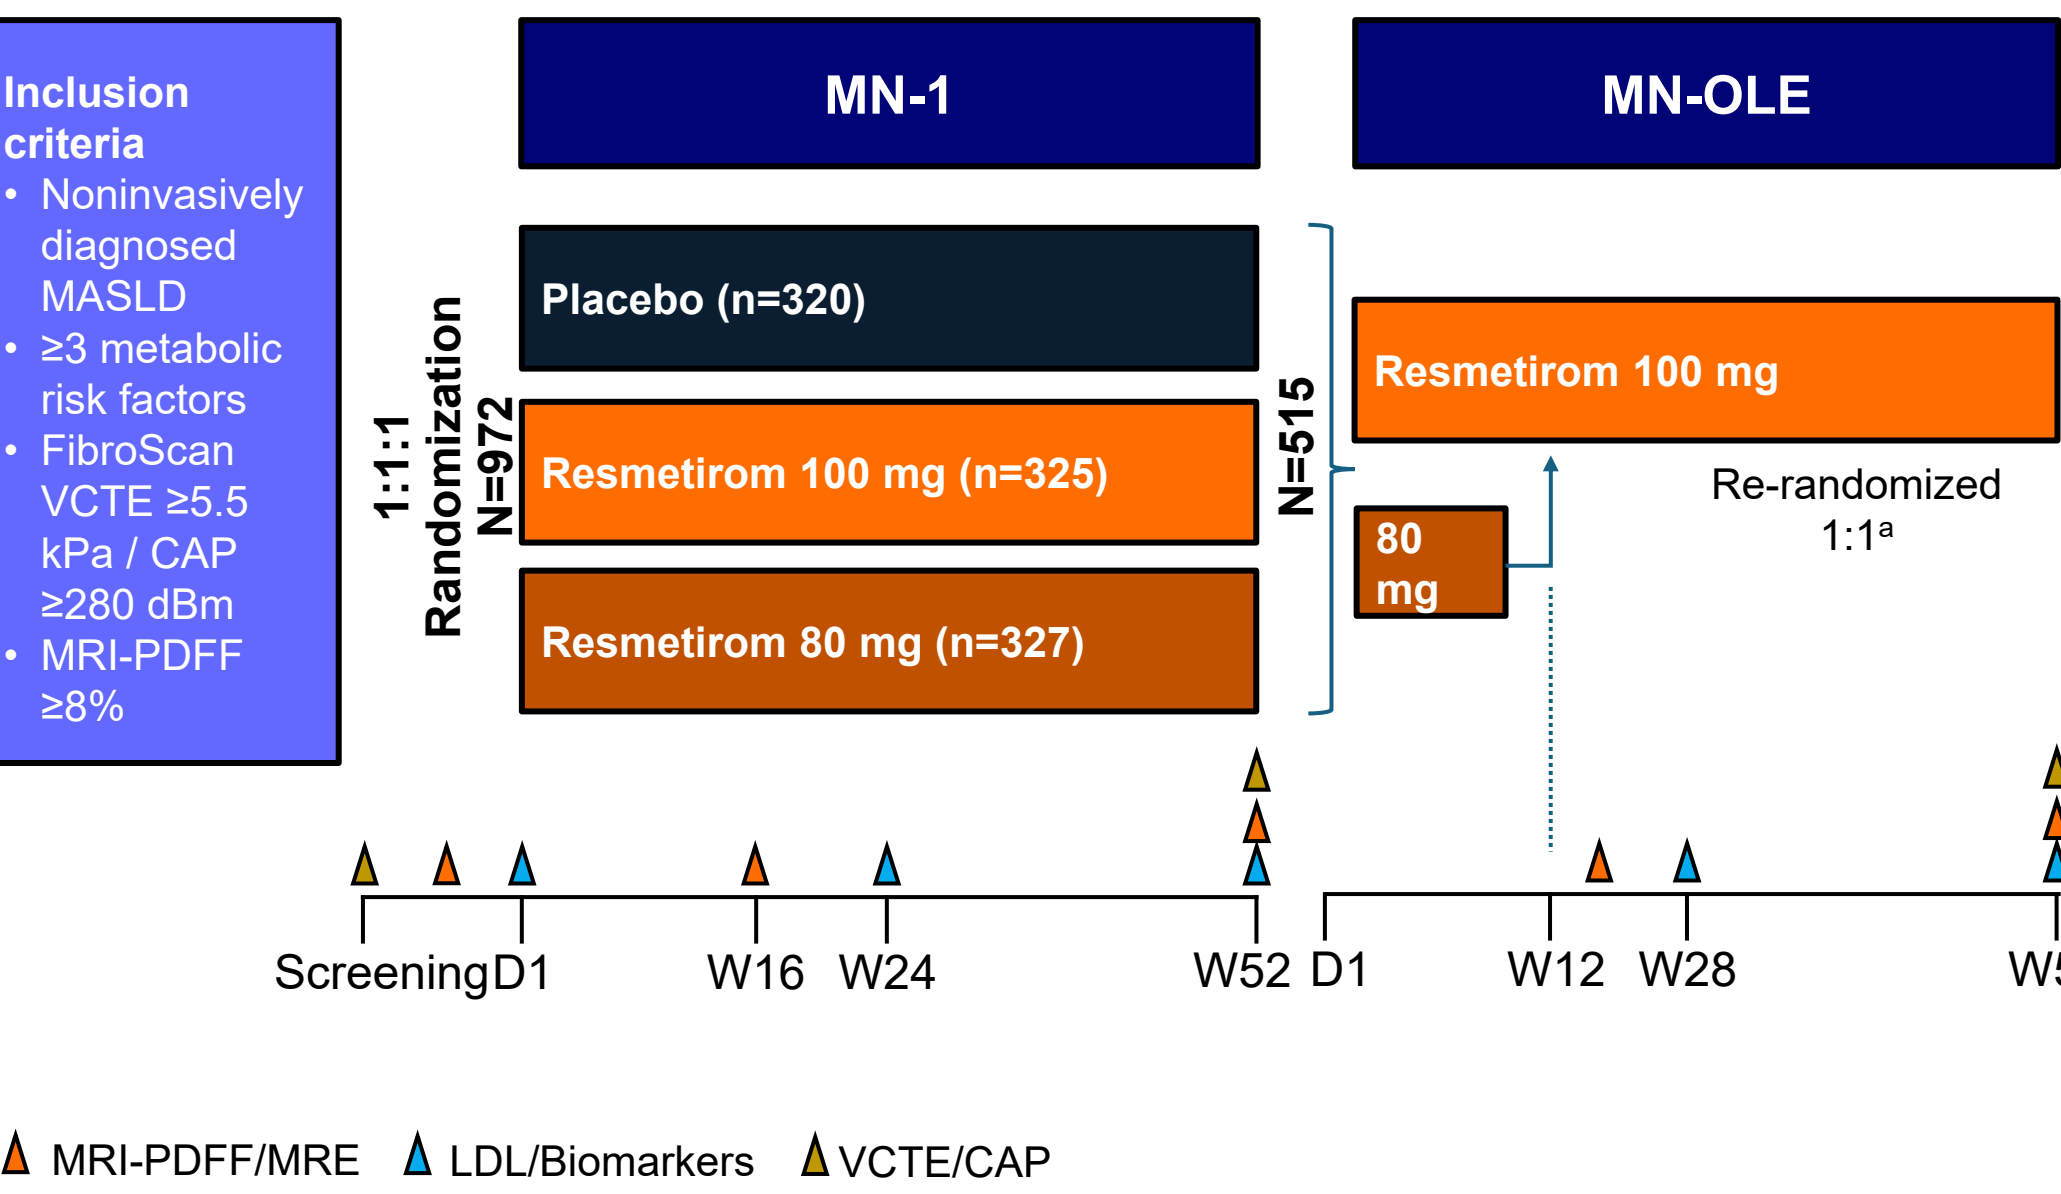 Inclusion
criteria
• Noninvasively
diagnosed
MASLD
• ≥3 metabolic
risk factors
• FibroScan
VCTE ≥5.5
kPa / CAP
≥280 dBm
• MRI-PDFF
≥8%
MN-1
MN-OLE
1:1:1
Randomization
N=972
Placebo (n=320)
Resmetirom 100 mg (n=325)
Resmetirom 80 mg (n=327)
N=515
Resmetirom 100 mg
80
mg
Re-randomized
1:1ᵃ
Screening D1 W16 W24 W52 D1 W12 W28
MRI-PDFF/MRE LDL/Biomarkers VCTE/CAP